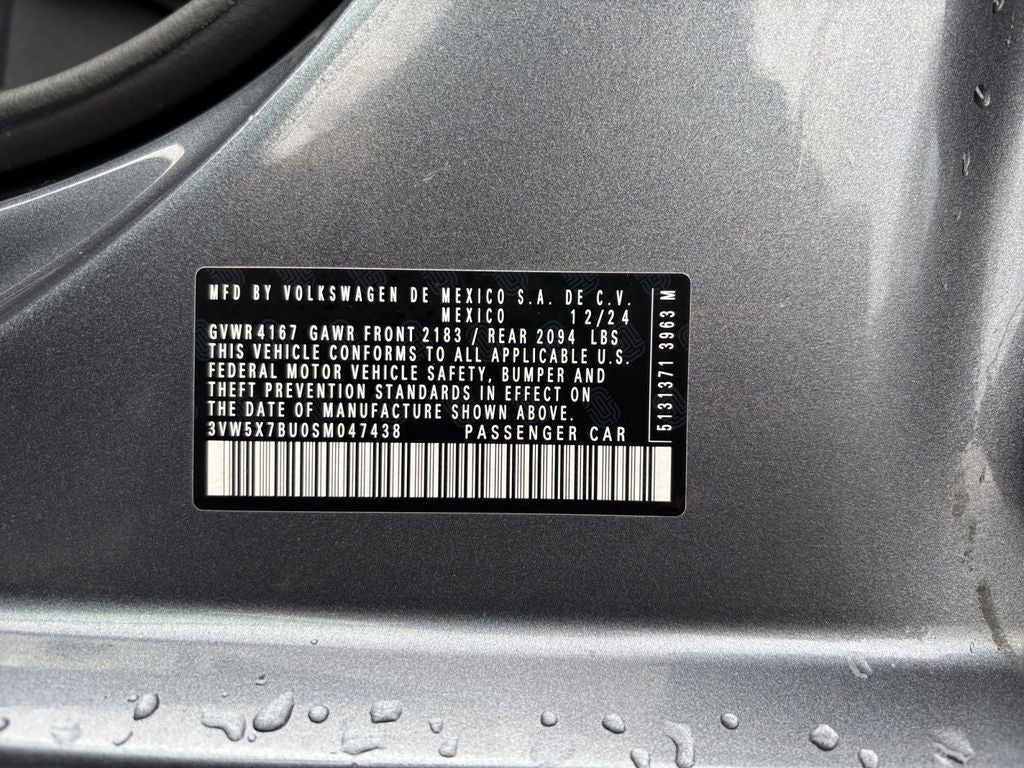 MFD BY VOLKSWAGEN DE MEXICO S.A. DE C.V.
MEXICO 12/24
GVWR 4167 GAWR FRONT 2183 / REAR 2094 LBS
THIS VEHICLE CONFORMS TO ALL APPLICABLE U.S.
FEDERAL MOTOR VEHICLE SAFETY, BUMPER AND
THEFT PREVENTION STANDARDS IN EFFECT ON
THE DATE OF MANUFACTURE SHOWN ABOVE.
3VW5X7BU0SM047438 PASSENGER CAR
5131371 3963 M